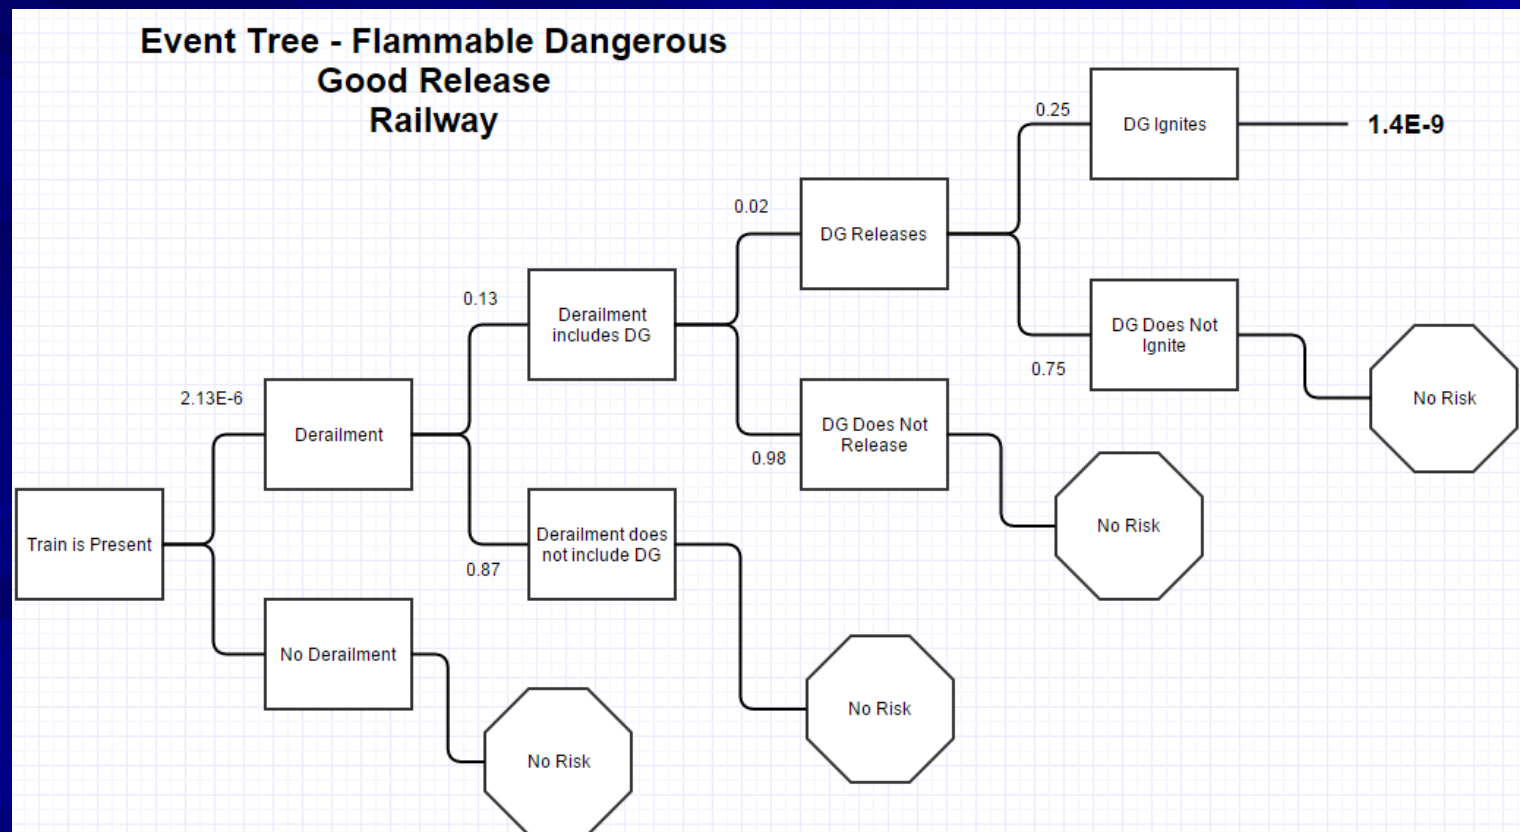 Event Tree - Flammable Dangerous
Good Release
Railway
0.25
DG Ignites
1.4E-9
0.02
DG Releases
0.13
Derailment
includes DG
DG Does Not
Ignite
0.75
No Risk
2.13E-6
Derailment
DG Does Not
Release
0.98
No Risk
Train is Present
Derailment does
not include DG
0.87
No Derailment
No Risk
No Risk